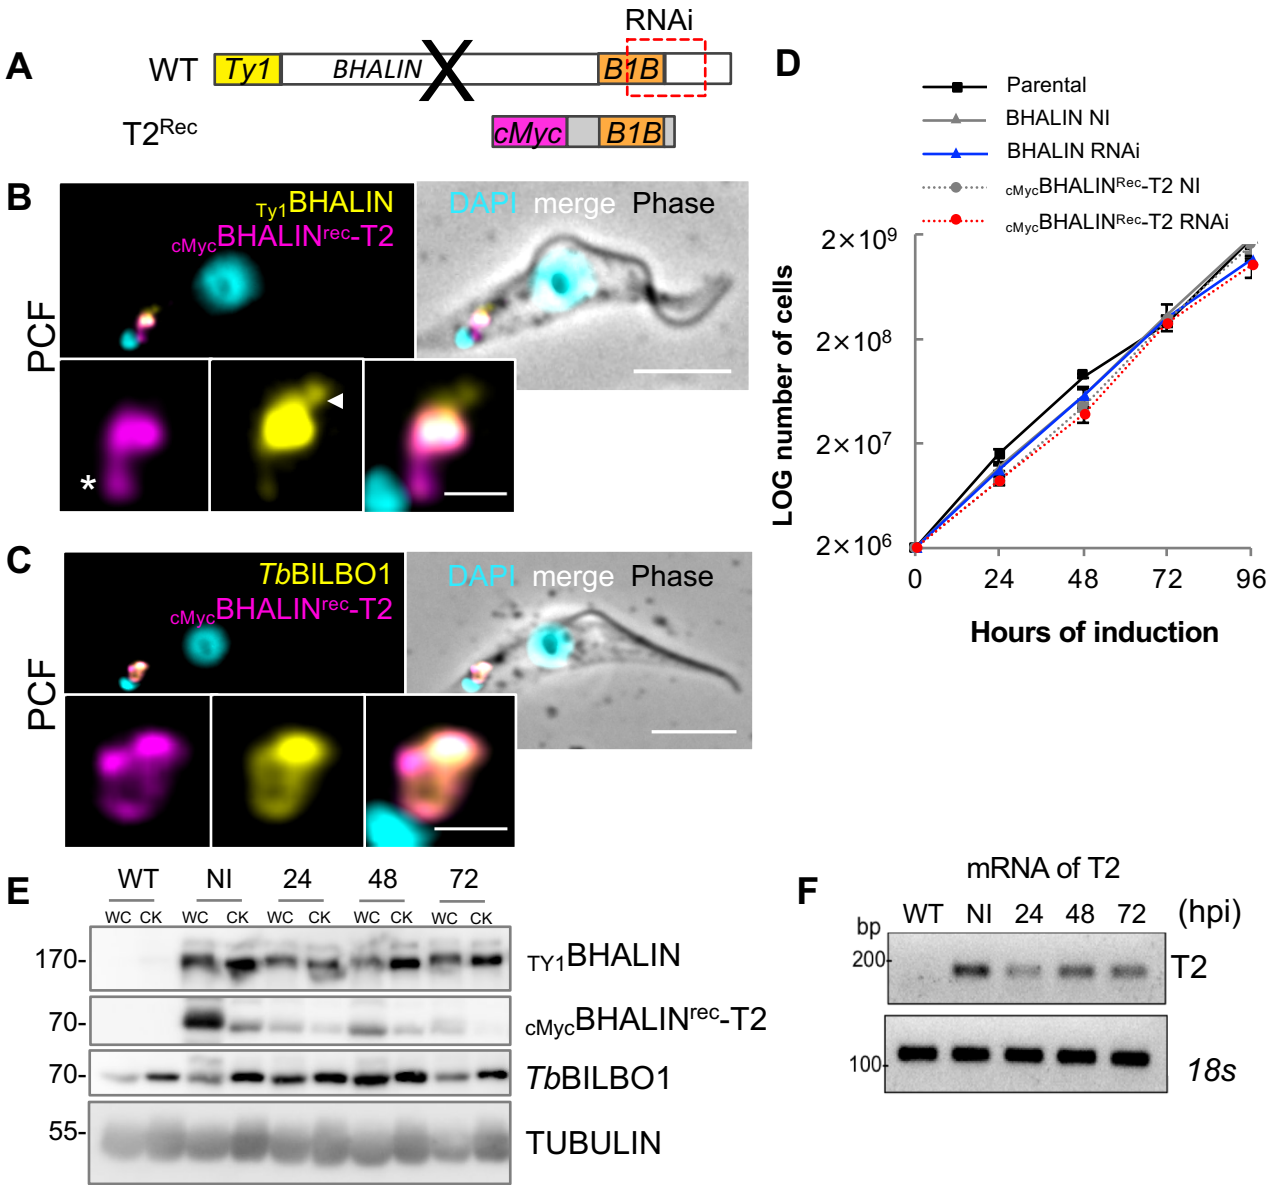 A
RNAi
WT
Ty1
BHALIN
B1B
T2Rec
cMyc
B1B
B
PCF
Ty1BHALIN
cMycBHALINrec-T2
DAPI merge Phase
*
C
PCF
TbBILBO1
cMycBHALINrec-T2
DAPI merge Phase
D
Parental
BHALIN NI
BHALIN RNAi
cMycBHALINRec-T2 NI
cMycBHALINRec-T2 RNAi
LOG number of cells
2×10⁹
2×10⁸
2×10⁷
2×10⁶
0 24 48 72 96
Hours of induction
E
WT NI 24 48 72
WC CK WC CK WC CK WC CK WC CK
170- TY1BHALIN
70- cMycBHALINrec-T2
70- TbBILBO1
55- TUBULIN
F
mRNA of T2
WT NI 24 48 72 (hpi)
bp
200- T2
100- 18s